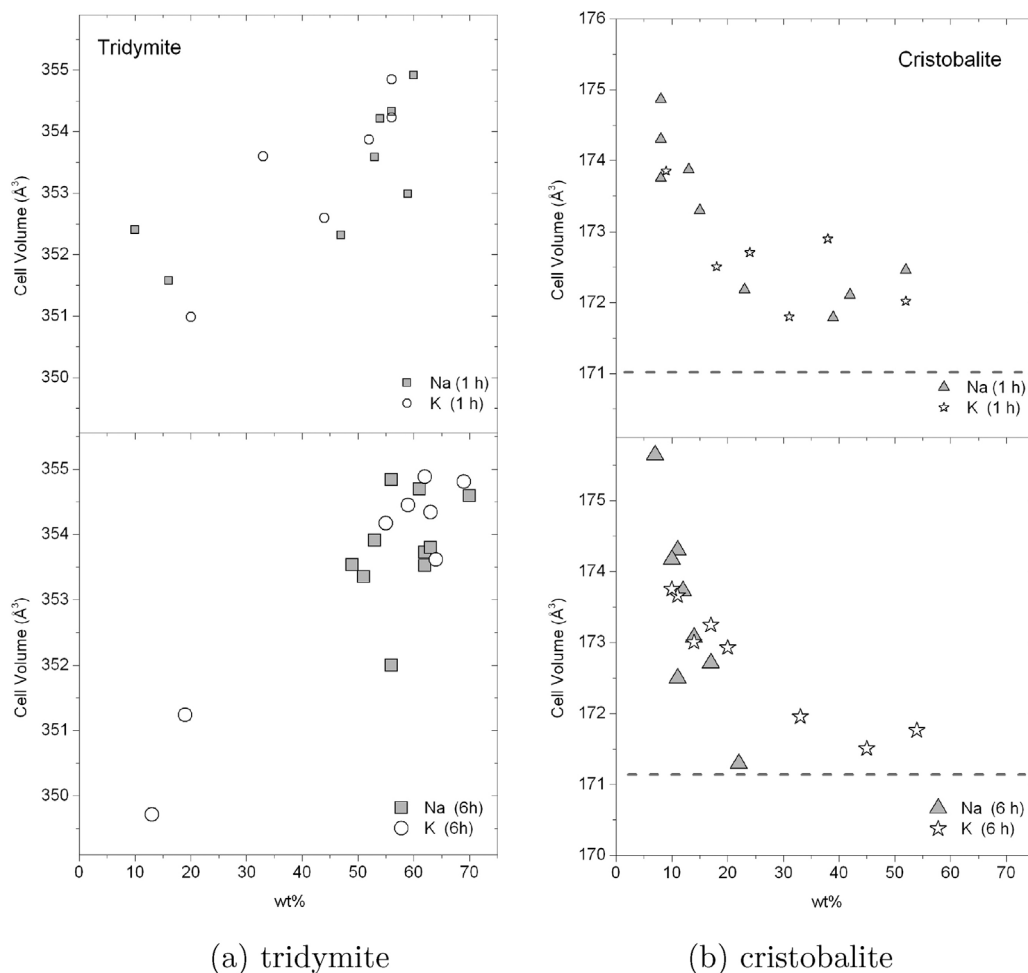 Tridymite
355
354
353
352
351
350
Cell Volume (Å³)
Na (1 h)
K (1 h)
355
354
353
352
351
350
Cell Volume (Å³)
Na (6h)
K (6h)
0 10 20 30 40 50 60 70
wt%
(a) tridymite
176
Cristobalite
175
174
173
172
171
Cell Volume (Å³)
Na (1 h)
K (1 h)
175
174
173
172
171
170
Cell Volume (Å³)
Na (6 h)
K (6 h)
0 10 20 30 40 50 60 70
wt%
(b) cristobalite